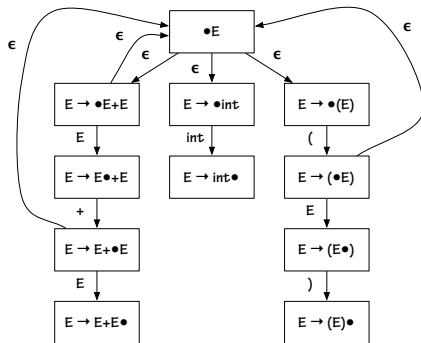 ●E
ϵ ϵ ϵ ϵ ϵ ϵ
E → ●E+E E → ●int E → ●(E)
E int (
E → E●+E E → int● E → (●E)
+ E
E → E+●E E → (E●)
E )
E → E+E● E → (E)●